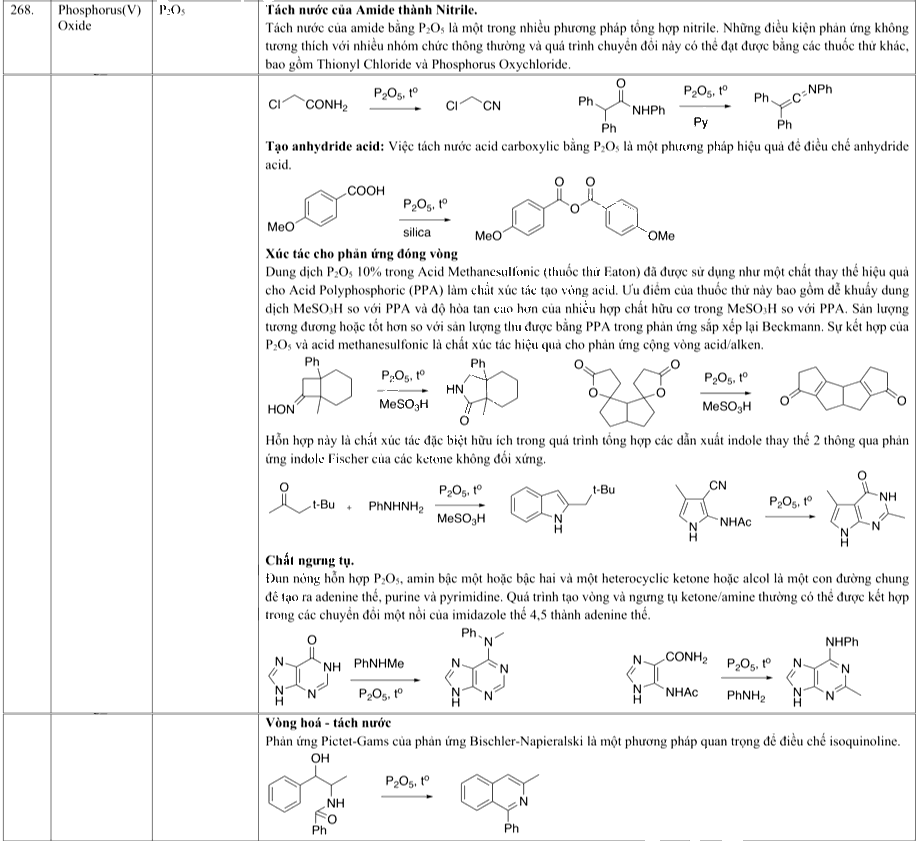 268. Phosphorus(V) Oxide P₂O₅ Tách nước của Amide thành Nitrile.
Tách nước của amide bằng P₂O₅ là một trong nhiều phương pháp tổng hợp nitrile. Những điều kiện phản ứng không
tương thích với nhiều nhóm chức thông thường và quá trình chuyển đổi này có thể đạt được bằng các thuốc thử khác,
bao gồm Thionyl Chloride và Phosphorus Oxychloride.
Cl CONH₂ P₂O₅, tº Cl CN Ph O NHPh Ph P₂O₅, tº Py Ph C NPh Ph
Tạo anhydride acid: Việc tách nước acid carboxylic bằng P₂O₅ là một phương pháp hiệu quả để điều chế anhydride
acid.
MeO COOH P₂O₅, tº silica MeO O O O OMe
Xúc tác cho phản ứng đóng vòng
Dung dịch P₂O₅ 10% trong Acid Methanesulfonic (thuốc thử Eaton) đã được sử dụng như một chất thay thế hiệu quả
cho Acid Polyphosphoric (PPA) làm chất xúc tác tạo vòng acid. Ưu điểm của thuốc thử này bao gồm dễ khuấy dung
dịch MeSO₃H so với PPA và độ hòa tan cao hơn của nhiều hợp chất hữu cơ trong MeSO₃H so với PPA. Sản lượng
tương đương hoặc tốt hơn so với sản lượng thu được bằng PPA trong phản ứng sắp xếp lại Beckmann. Sự kết hợp của
P₂O₅ và acid methanesulfonic là chất xúc tác hiệu quả cho phản ứng cộng vòng acid/alken.
Ph HON P₂O₅, tº MeSO₃H Ph HN O O O O O P₂O₅, tº MeSO₃H O O
Hỗn hợp này là chất xúc tác đặc biệt hữu ích trong quá trình tổng hợp các dẫn xuất indole thay thế 2 thông qua phản
ứng indole Fischer của các ketone không đối xứng.
O t-Bu + PhNHNH₂ P₂O₅, tº MeSO₃H N H t-Bu CN N H NHAc P₂O₅, tº O NH N N H
Chất ngưng tụ.
Đun nóng hỗn hợp P₂O₅, amin bậc một hoặc bậc hai và một heterocyclic ketone hoặc alcol là một con đường chung
để tạo ra adenine thế, purine và pyrimidine. Quá trình tạo vòng và ngưng tụ ketone/amine thường có thể được kết hợp
trong các chuyển đổi một nồi của imidazole thế 4,5 thành adenine thế.
O N NH N H N PhNHMe P₂O₅, tº Ph N N N N H N N CONH₂ N H NHAc P₂O₅, tº PhNH₂ NHPh N N N H N
Vòng hoá - tách nước
Phản ứng Pictet-Gams của phản ứng Bischler-Napieralski là một phương pháp quan trọng để điều chế isoquinoline.
OH NH O Ph P₂O₅, tº N Ph